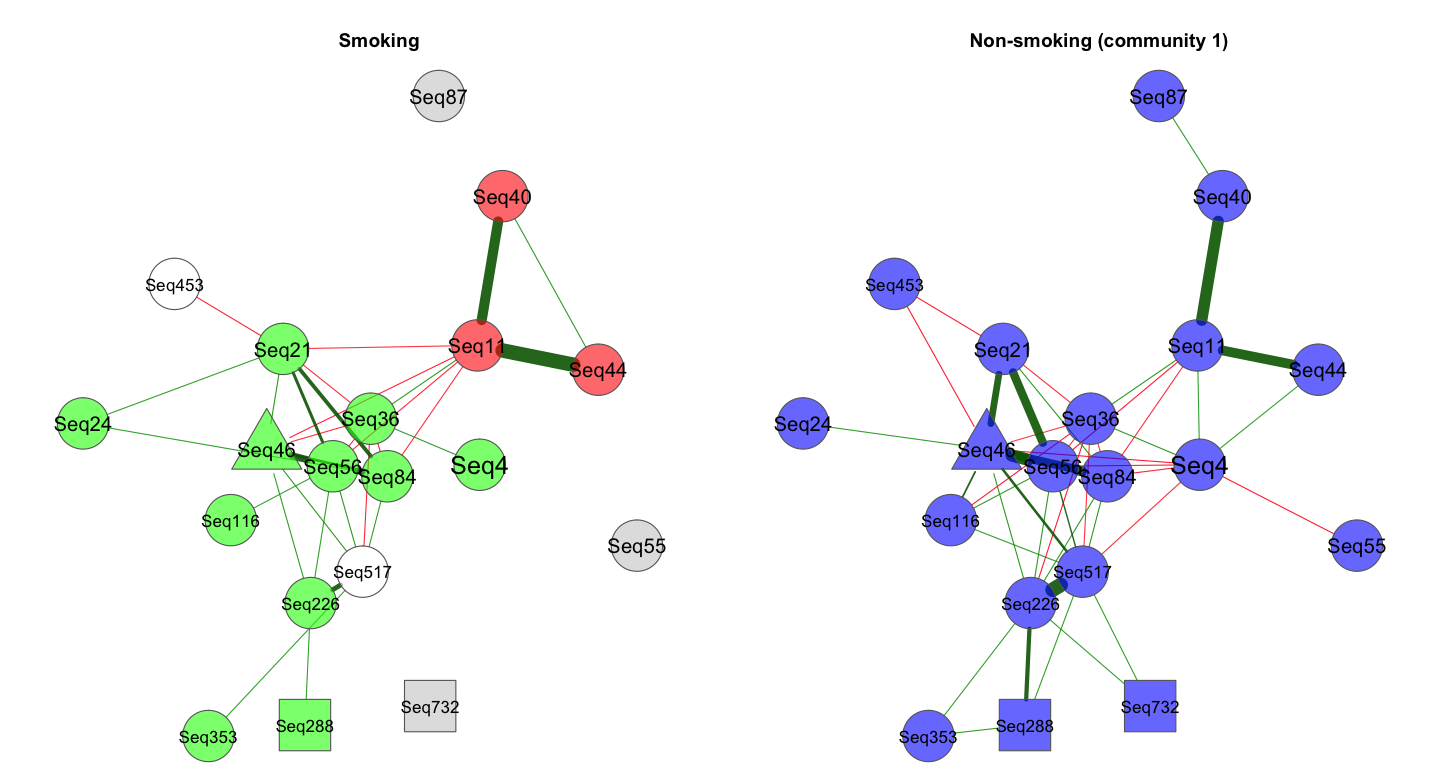 Smoking
Seq87
Seq40
Seq453
Seq21
Seq11
Seq44
Seq24
Seq36
Seq46
Seq56
Seq84
Seq4
Seq116
Seq55
Seq517
Seq226
Seq732
Seq353
Seq288
Non-smoking (community 1)
Seq87
Seq40
Seq453
Seq21
Seq11
Seq44
Seq24
Seq36
Seq46
Seq56
Seq84
Seq4
Seq116
Seq55
Seq517
Seq226
Seq732
Seq353
Seq288